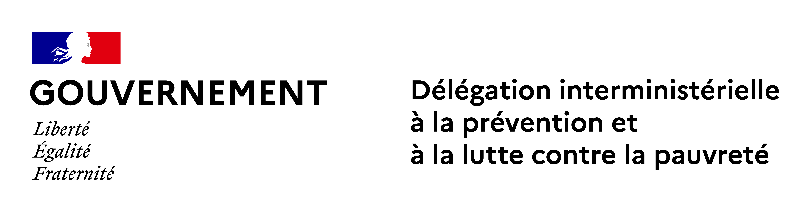 GOUVERNEMENT
Liberté
Égalité
Fraternité
Délégation interministérielle
à la prévention et
à la lutte contre la pauvreté